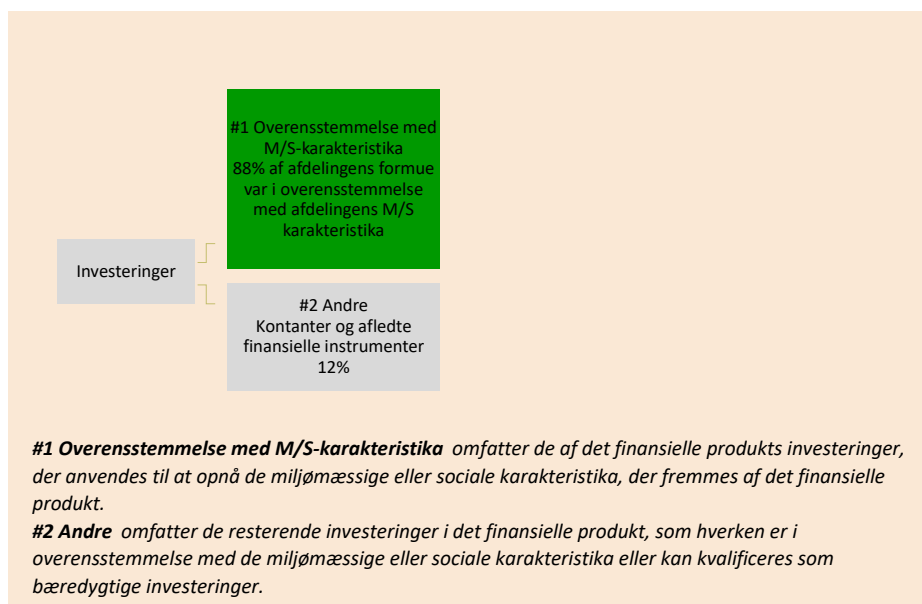 #1 Overensstemmelse med
M/S-karakteristika
88% af afdelingens formue
var i overensstemmelse
med afdelingens M/S
karakteristika
Investeringer
#2 Andre
Kontanter og afledte
finansielle instrumenter
12%
#1 Overensstemmelse med M/S-karakteristika omfatter de af det finansielle produkts investeringer,
der anvendes til at opnå de miljømæssige eller sociale karakteristika, der fremmes af det finansielle
produkt.
#2 Andre omfatter de resterende investeringer i det finansielle produkt, som hverken er i
overensstemmelse med de miljømæssige eller sociale karakteristika eller kan kvalificeres som
bæredygtige investeringer.